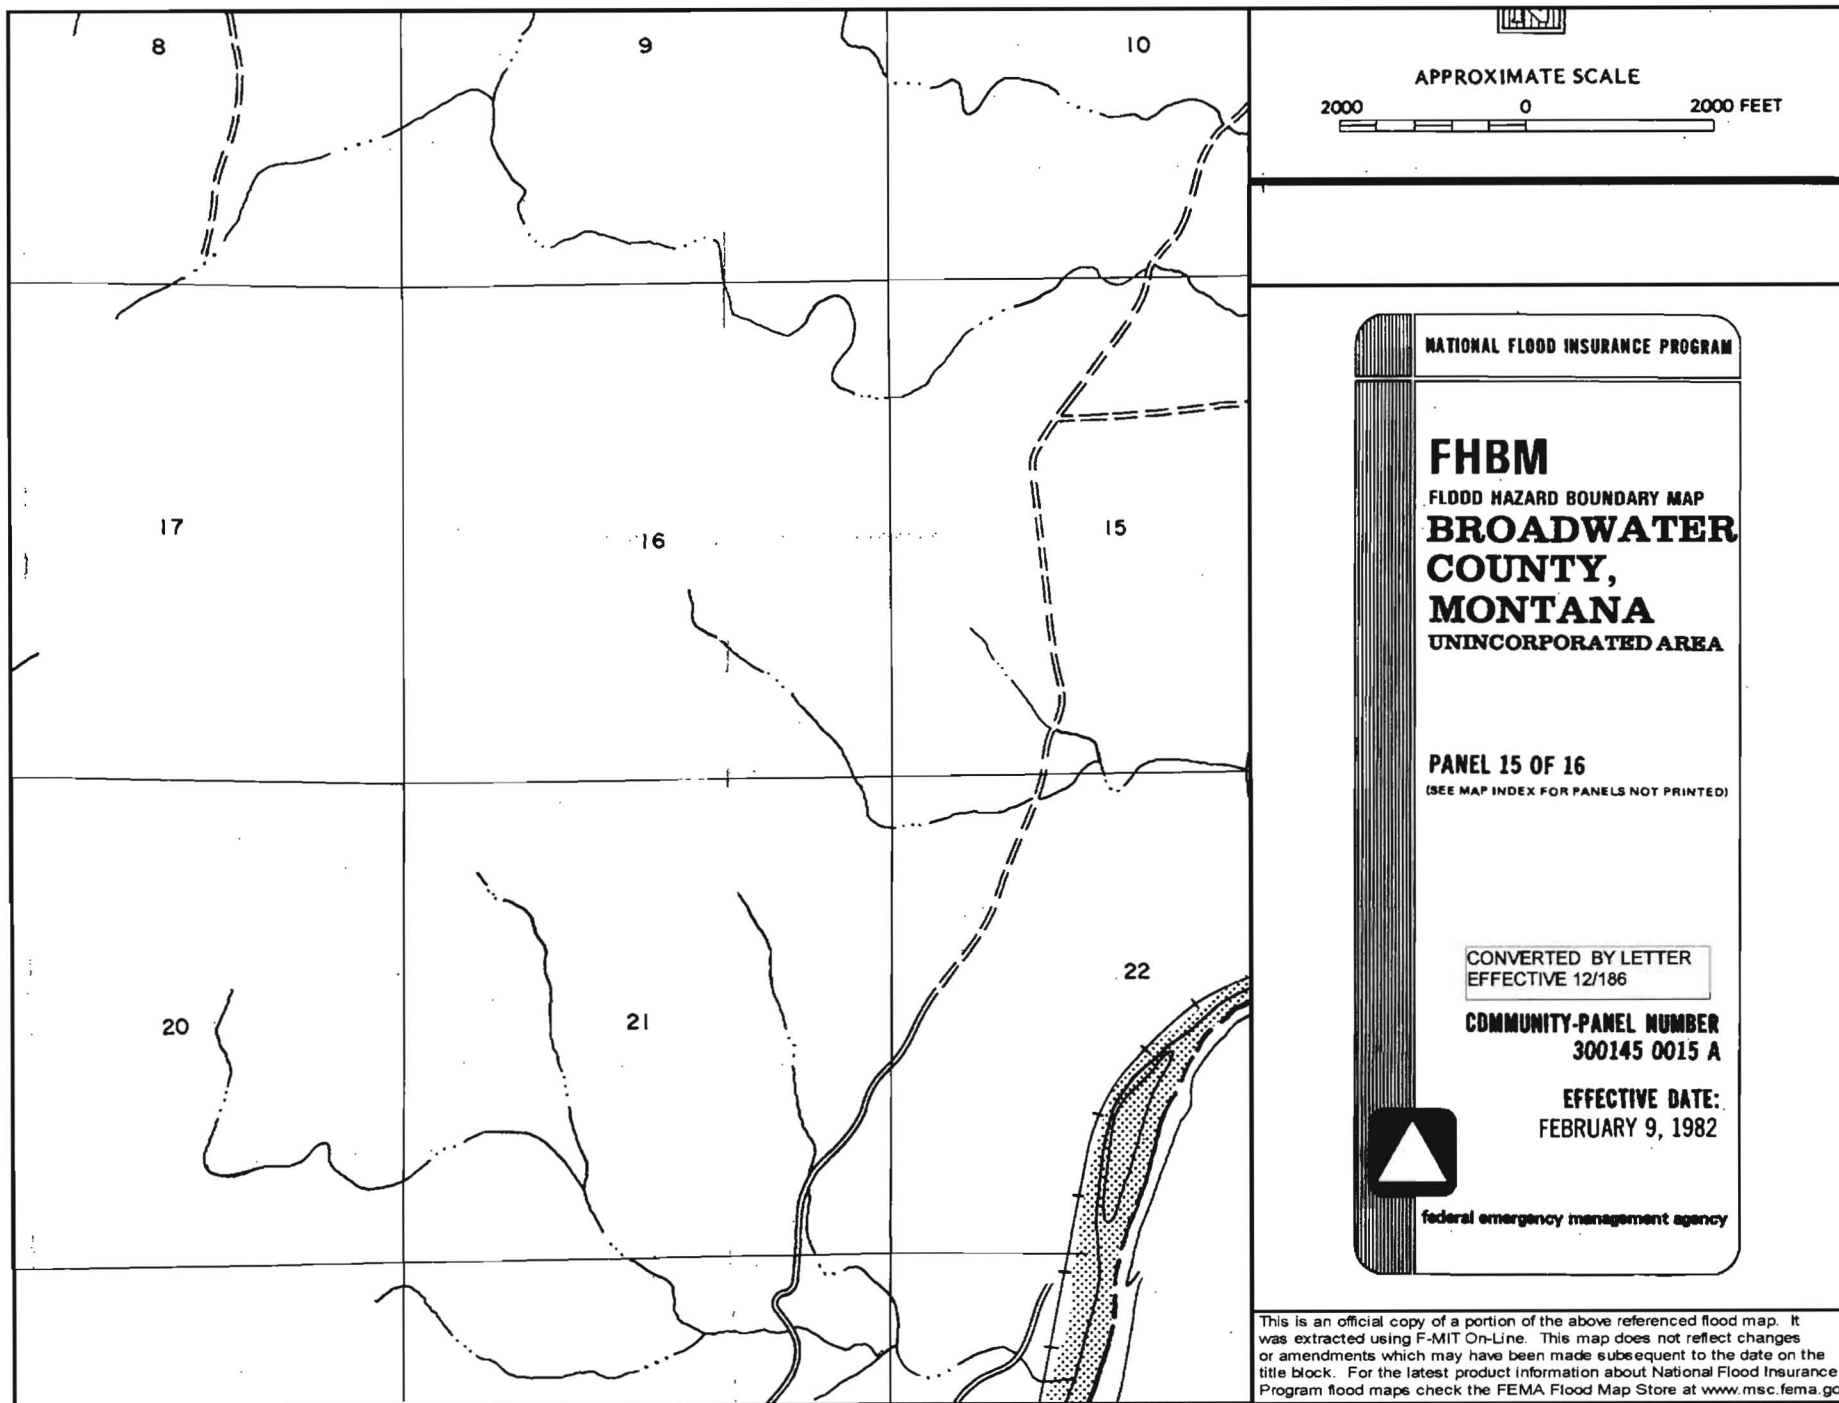 8
9
10
17
16
15
20
21
22
APPROXIMATE SCALE
2000 0 2000 FEET
NATIONAL FLOOD INSURANCE PROGRAM
FHBM
FLOOD HAZARD BOUNDARY MAP
BROADWATER
COUNTY,
MONTANA
UNINCORPORATED AREA
PANEL 15 OF 16
(SEE MAP INDEX FOR PANELS NOT PRINTED)
CONVERTED BY LETTER
EFFECTIVE 12/186
COMMUNITY-PANEL NUMBER
300145 0015 A
EFFECTIVE DATE:
FEBRUARY 9, 1982
federal emergency management agency
This is an official copy of a portion of the above referenced flood map. It
was extracted using F-MIT On-Line. This map does not reflect changes
or amendments which may have been made subsequent to the date on the
title block. For the latest product information about National Flood Insurance
Program flood maps check the FEMA Flood Map Store at www.msc.fema.go